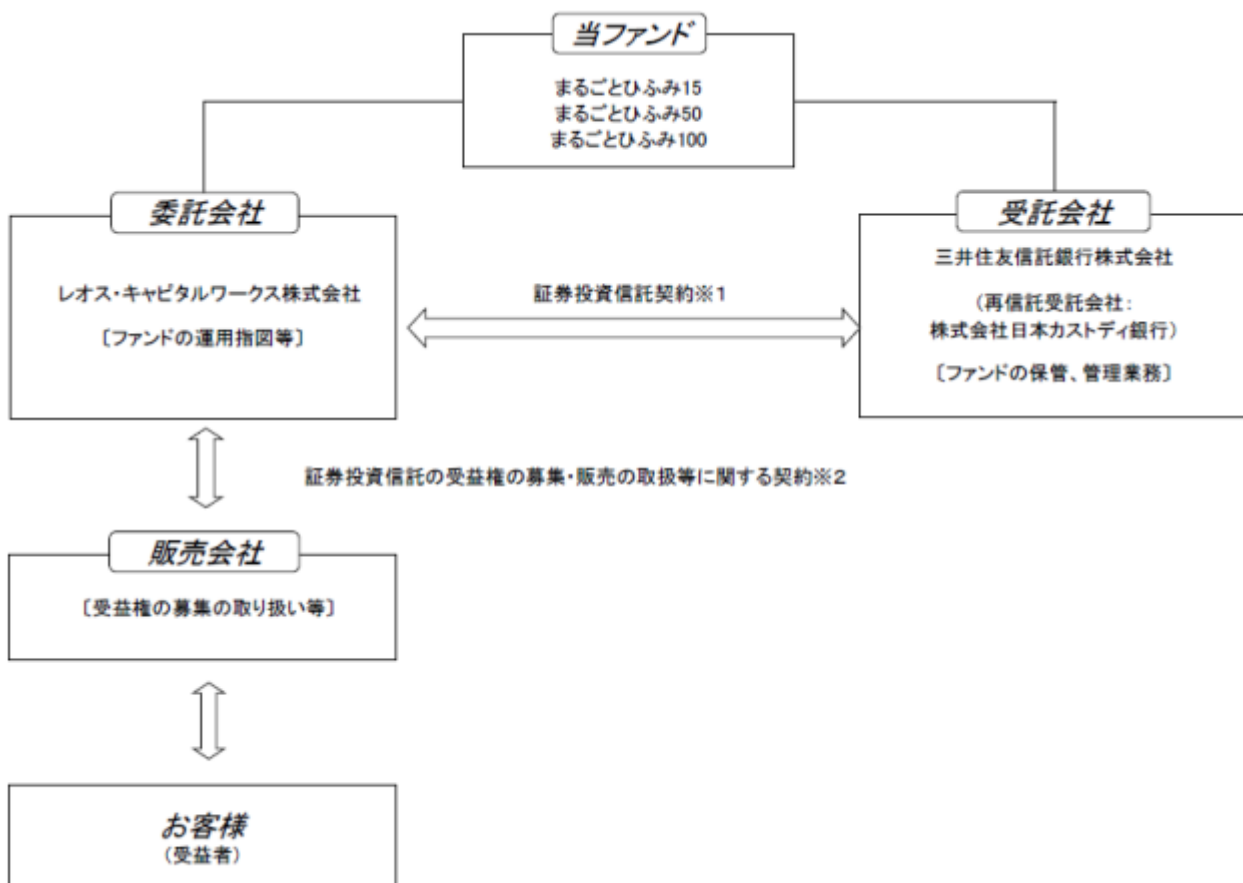 当ファンド
まるごとひふみ15
まるごとひふみ50
まるごとひふみ100
委託会社
レオス・キャピタルワークス株式会社
〔ファンドの運用指図等〕
証券投資信託契約※1
受託会社
三井住友信託銀行株式会社
(再信託受託会社:
株式会社日本カストディ銀行)
〔ファンドの保管、管理業務〕
証券投資信託の受益権の募集・販売の取扱等に関する契約※2
販売会社
〔受益権の募集の取り扱い等〕
お客様
(受益者)